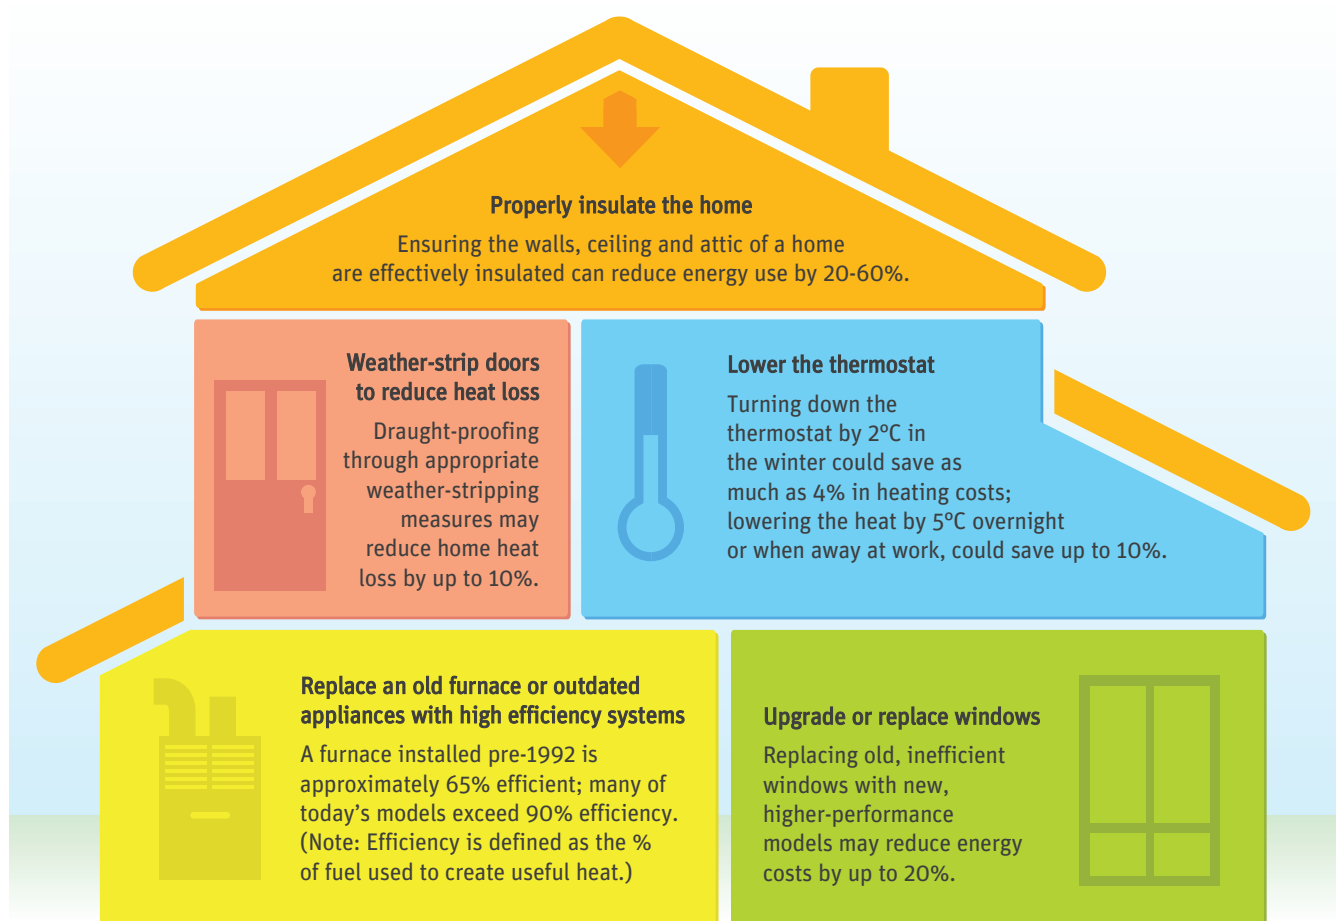 Properly insulate the home
Ensuring the walls, ceiling and attic of a home
are effectively insulated can reduce energy use by 20-60%.
Weather-strip doors
to reduce heat loss
Draught-proofing
through appropriate
weather-stripping
measures may
reduce home heat
loss by up to 10%.
Lower the thermostat
Turning down the
thermostat by 2°C in
the winter could save as
much as 4% in heating costs;
lowering the heat by 5°C overnight
or when away at work, could save up to 10%.
Replace an old furnace or outdated
appliances with high efficiency systems
A furnace installed pre-1992 is
approximately 65% efficient; many of
today's models exceed 90% efficiency.
(Note: Efficiency is defined as the %
of fuel used to create useful heat.)
Upgrade or replace windows
Replacing old, inefficient
windows with new,
higher-performance
models may reduce energy
costs by up to 20%.